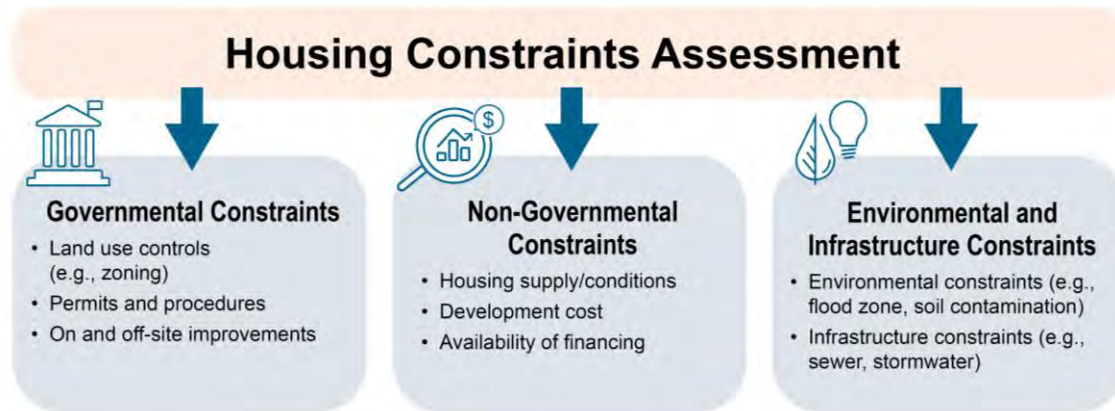 Housing Constraints Assessment
$
Governmental Constraints
• Land use controls
(e.g., zoning)
• Permits and procedures
• On and off-site improvements
Non-Governmental
Constraints
• Housing supply/conditions
• Development cost
• Availability of financing
Environmental and
Infrastructure Constraints
• Environmental constraints (e.g.,
flood zone, soil contamination)
• Infrastructure constraints (e.g.,
sewer, stormwater)